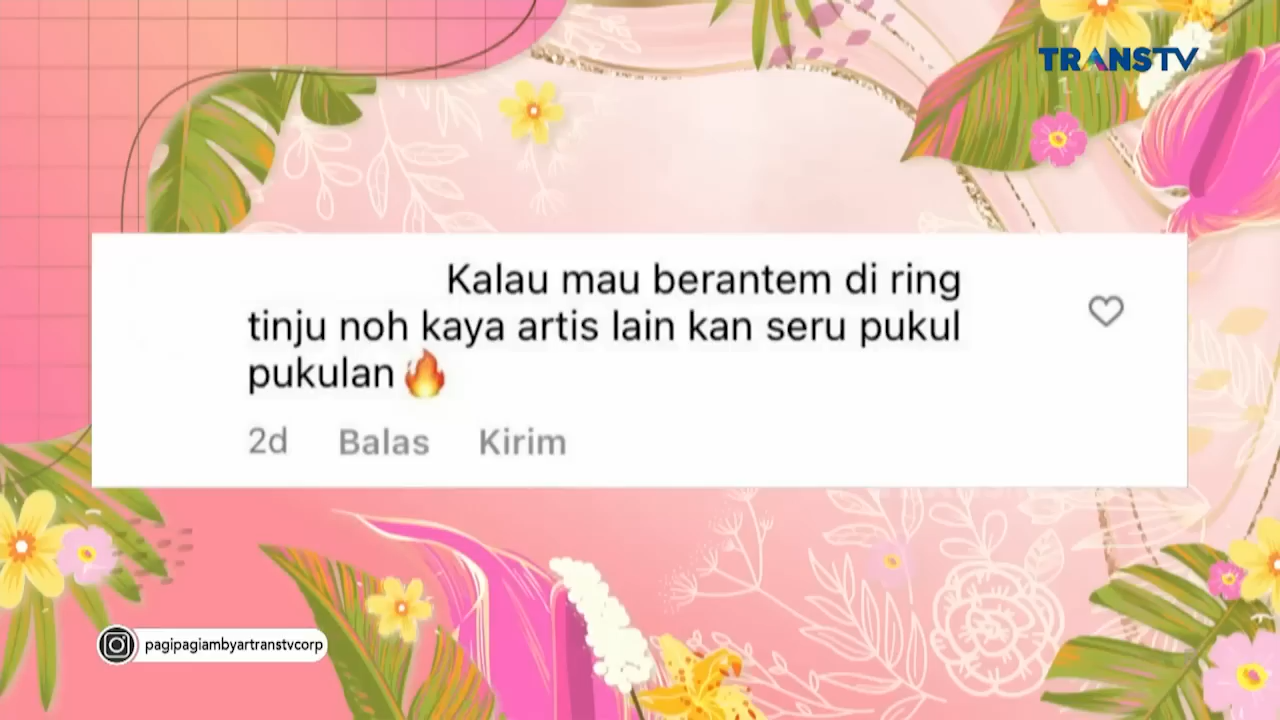 TRANSTV
Kalau mau berantem di ring
tinju noh kaya artis lain kan seru pukul
pukulan🔥
2d Balas Kirim
pagipagiambyartranstvcorp